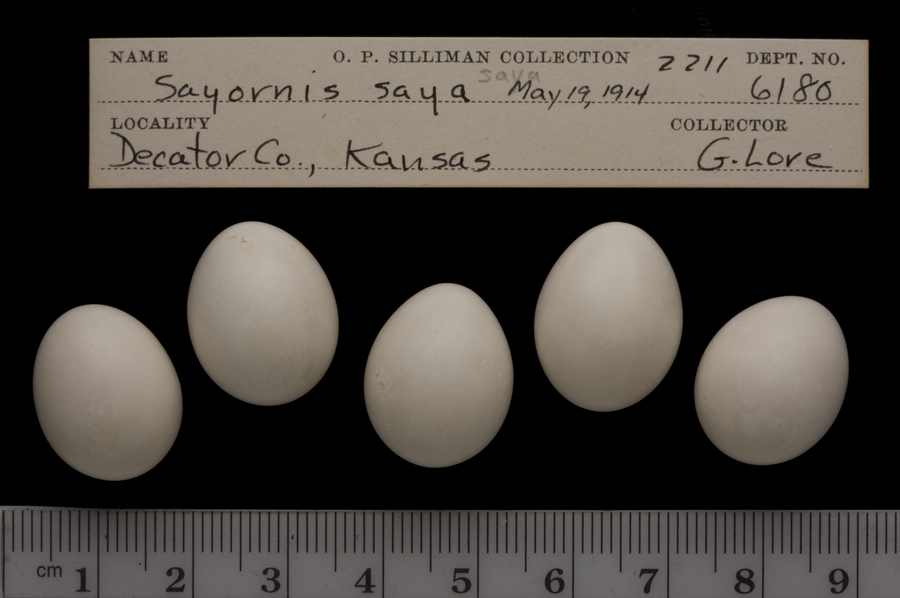 NAME O. P. SILLIMAN COLLECTION 2211 DEPT. NO.
saya
Sayornis saya May 19, 1914 6180
LOCALITY COLLECTOR
Decator Co., Kansas G. Love
cm 1 2 3 4 5 6 7 8 9